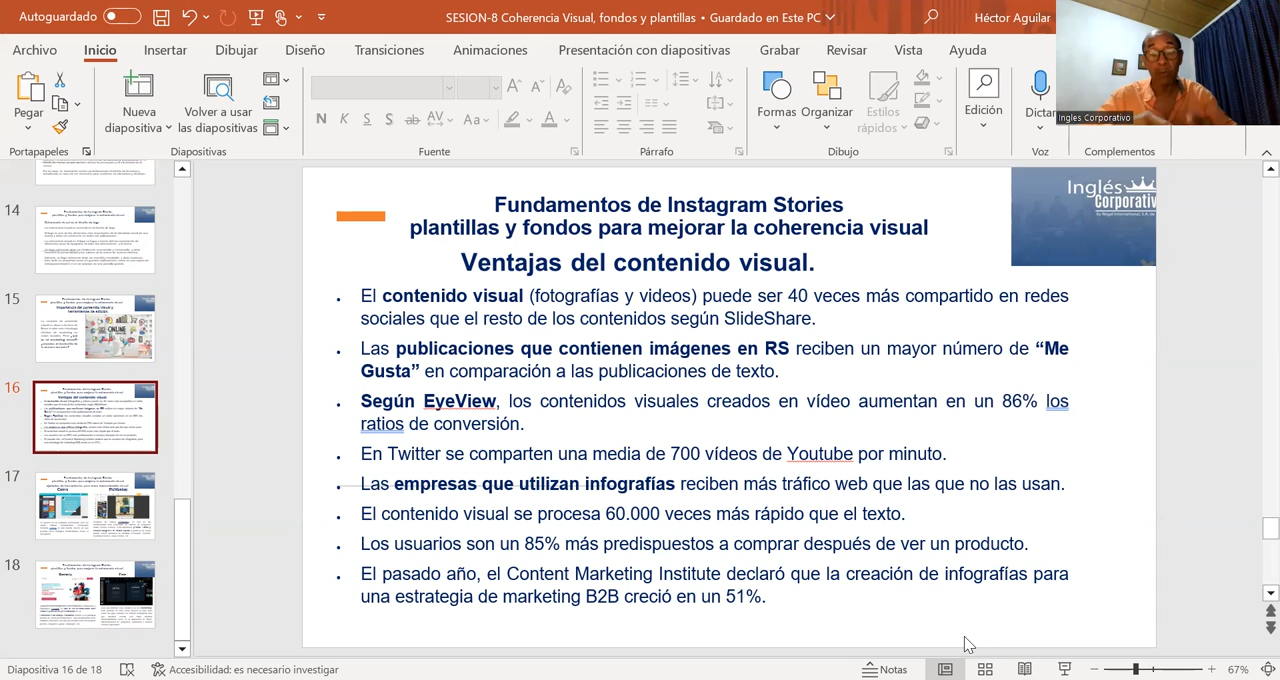 Autoguardado
SESION-8 Coherencia Visual, fondos y plantillas • Guardado en Este PC
Héctor Aguilar
Archivo Inicio Insertar Dibujar Diseño Transiciones Animaciones Presentación con diapositivas Grabar Revisar Vista Ayuda
Pegar
Nueva diapositiva
Volver a usar las diapositivas
N K S S ab AV Aa A
Formas Organizar Estilos rápidos
Edición
Dictar
Ingles Corporativo
Portapapeles Diapositivas Fuente Párrafo Dibujo Voz Complementos
14
15
16
17
18
Inglés
Corporativo
Fundamentos de Instagram Stories
plantillas y fondos para mejorar la coherencia visual
Ventajas del contenido visual.
• El contenido visual (fotografías y videos) puede ser 40 veces más compartido en redes
sociales que el resto de los contenidos según Slideshare.
• Las publicaciones que contienen imágenes en RS reciben un mayor número de “Me
Gusta” en comparación a las publicaciones de texto.
• Según EyeView, los contenidos visuales creados en vídeo aumentan en un 86% los
ratios de conversión.
• En Twitter se comparten una media de 700 vídeos de Youtube por minuto.
• Las empresas que utilizan infografías reciben más tráfico web que las que no las usan.
• El contenido visual se procesa 60.000 veces más rápido que el texto.
• Los usuarios son un 85% más predispuestos a comprar después de ver un producto.
• El pasado año, el Content Marketing Institute desveló que la creación de infografías para
una estrategia de marketing B2B creció en un 51%.
Diapositiva 16 de 18
Accesibilidad: es necesario investigar
Notas
67%